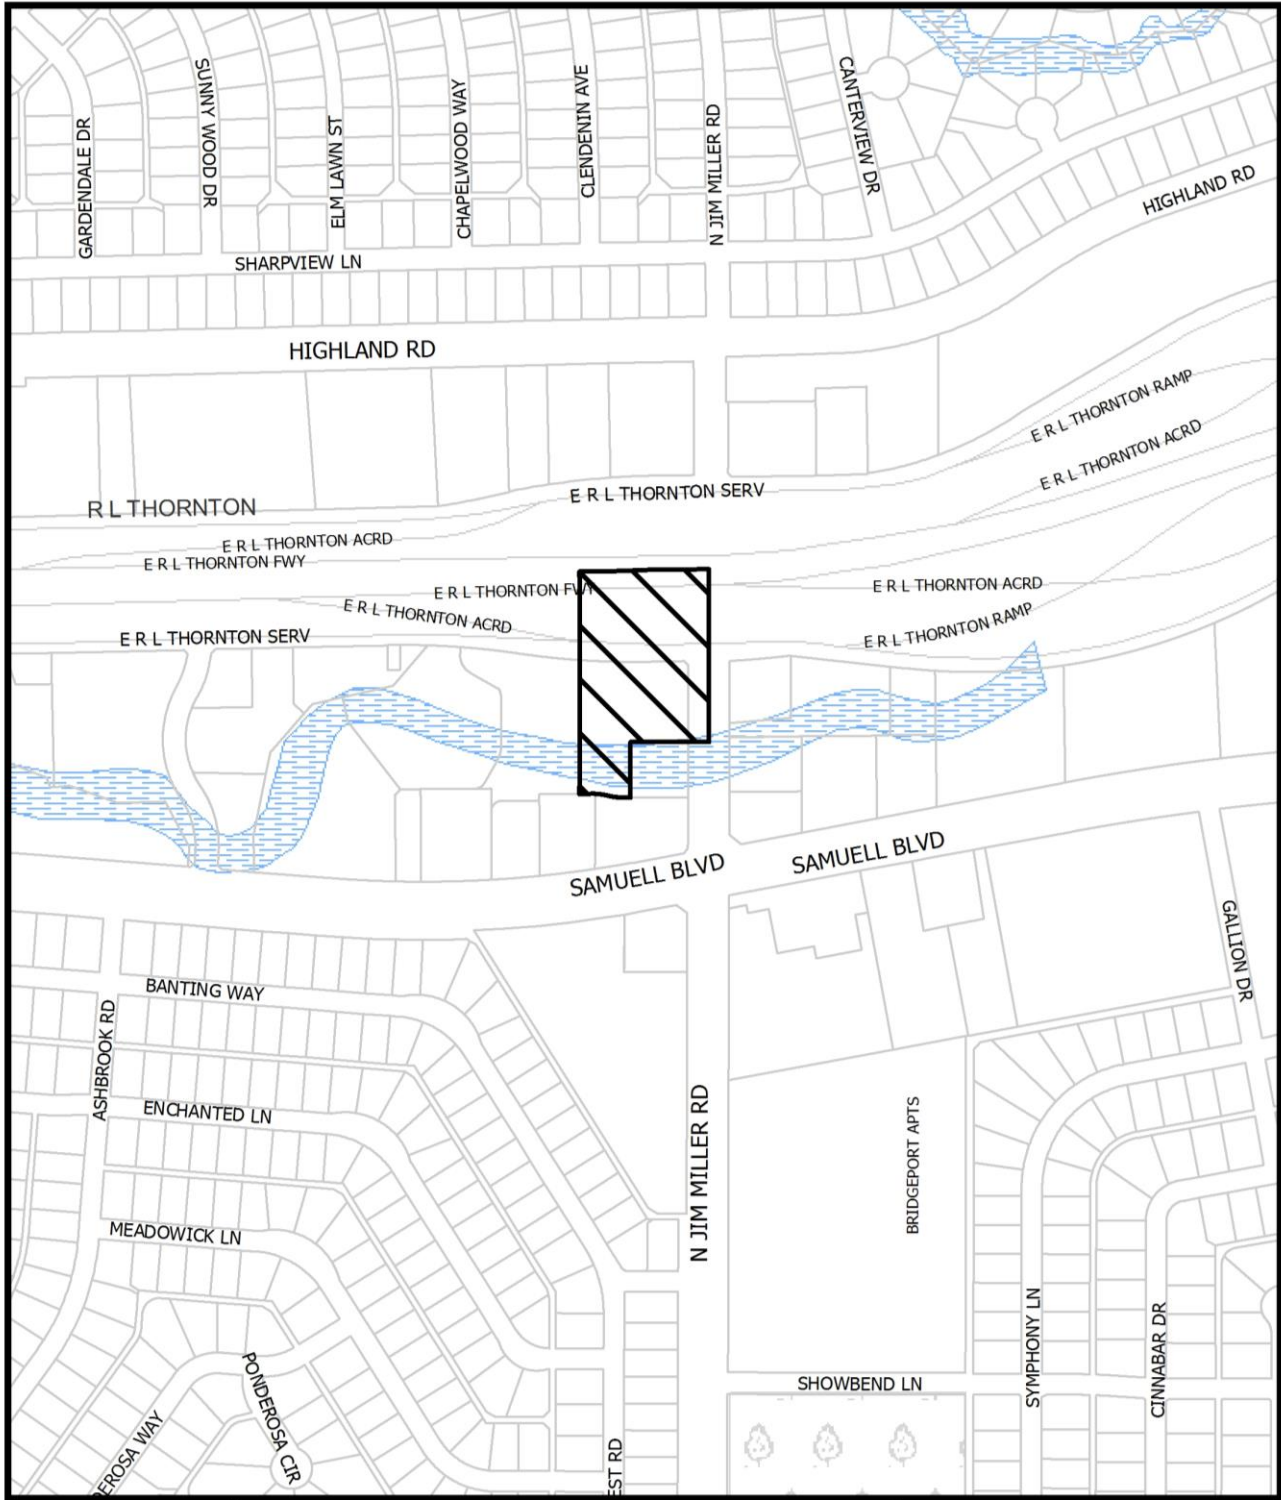 GARDENDALE DR
SUNNY WOOD DR
ELM LAWN ST
CHAPELWOOD WAY
CLENDENIN AVE
N JIM MILLER RD
CANTERVIEW DR
HIGHLAND RD
SHARPVIEW LN
HIGHLAND RD
E R L THORNTON RAMP
E R L THORNTON ACRD
R L THORNTON
E R L THORNTON SERV
E R L THORNTON ACRD
E R L THORNTON FWY
E R L THORNTON FWY
E R L THORNTON ACRD
E R L THORNTON ACRD
E R L THORNTON SERV
E R L THORNTON RAMP
SAMUELL BLVD
SAMUELL BLVD
GALLION DR
BANTING WAY
ASHBROOK RD
ENCHANTED LN
N JIM MILLER RD
BRIDGEPORT APTS
MEADOWICK LN
SYMPHONY LN
CINNABAR DR
PONDEROSA CIR
SHOWBEND LN
DEROSA WAY
EST RD